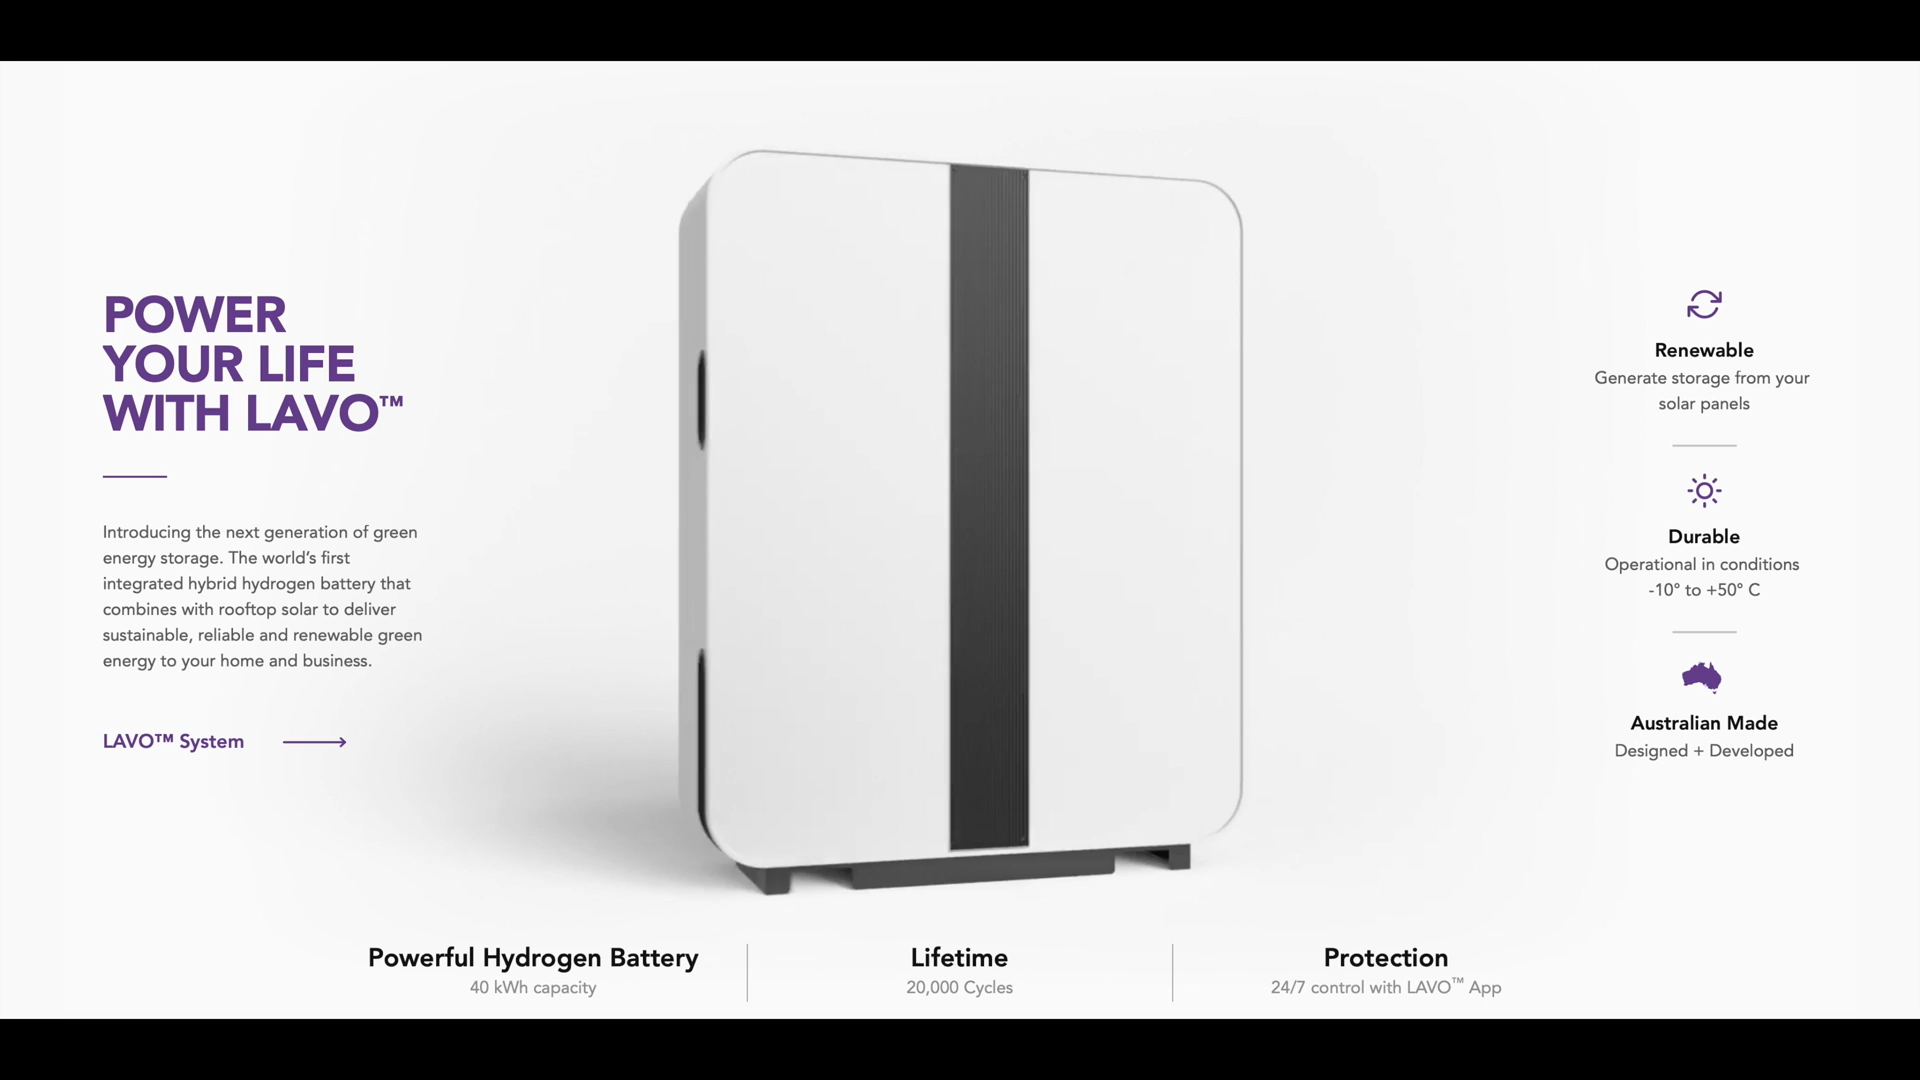 POWER
YOUR LIFE
WITH LAVO™
Introducing the next generation of green
energy storage. The world’s first
integrated hybrid hydrogen battery that
combines with rooftop solar to deliver
sustainable, reliable and renewable green
energy to your home and business.
LAVO™ System
Renewable
Generate storage from your
solar panels
Durable
Operational in conditions
-10° to +50° C
Australian Made
Designed + Developed
Powerful Hydrogen Battery
40 kWh capacity
Lifetime
20,000 Cycles
Protection
24/7 control with LAVO™ App